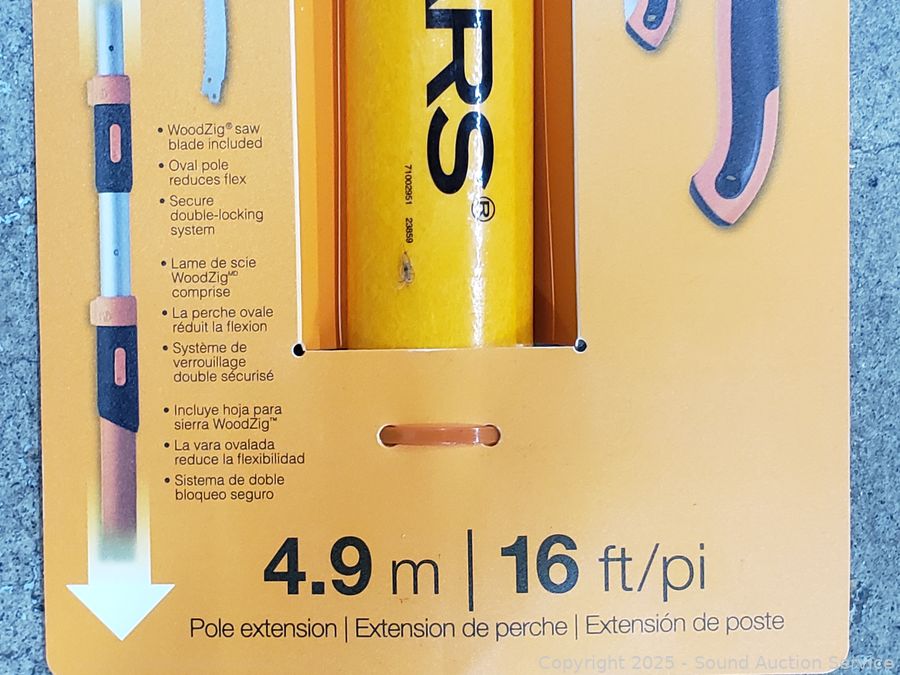 • WoodZig® saw
blade included
• Oval pole
reduces flex
• Secure
double-locking
system
• Lame de scie
WoodZigᴹᴰ
comprise
• La perche ovale
réduit la flexion
• Système de
verrouillage
double sécurisé
• Incluye hoja para
sierra WoodZig™
• La vara ovalada
reduce la flexibilidad
• Sistema de doble
bloqueo seguro
ARS®
71002951 23859
4.9 m | 16 ft/pi
Pole extension | Extension de perche | Extensión de poste
Copyright 2025 - Sound Auction Service